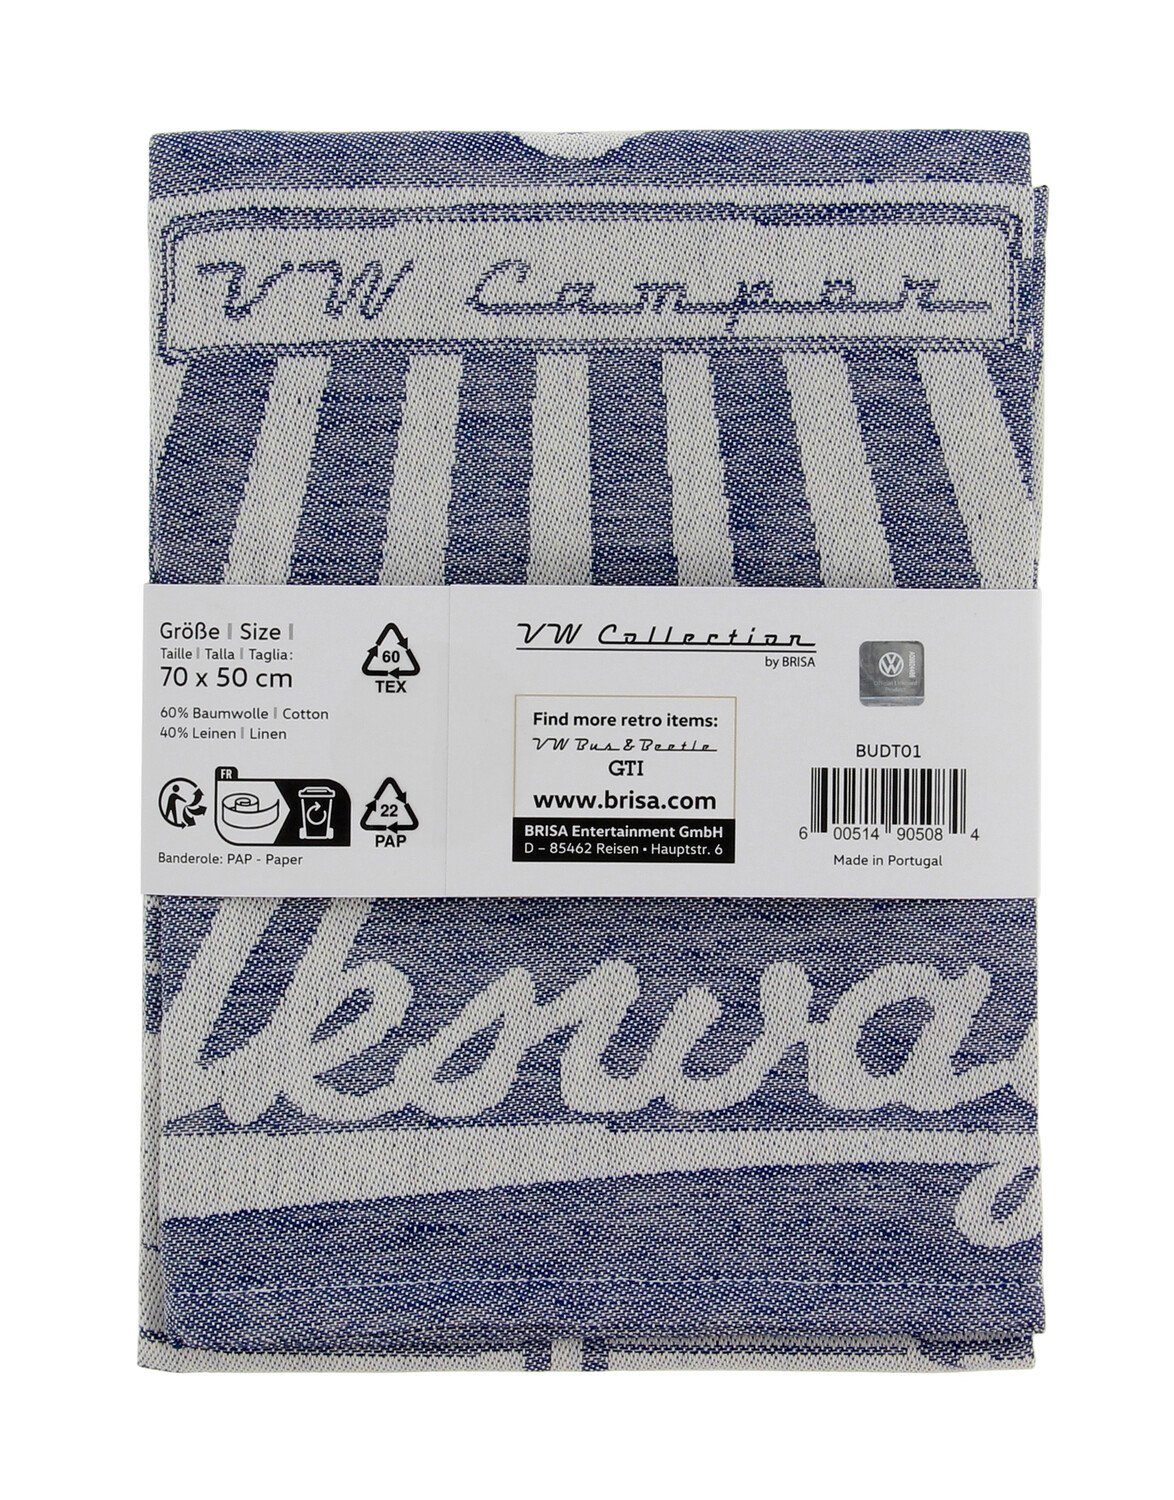 VW Camper
Größe | Size |
Taille | Talla | Taglia:
70 x 50 cm
60% Baumwolle | Cotton
40% Leinen | Linen
60
TEX
FR
22
PAP
Banderole: PAP - Paper
VW Collection
by BRISA
Find more retro items:
VW Bus & Beetle
GTI
www.brisa.com
BRISA Entertainment GmbH
D – 85462 Reisen • Hauptstr. 6
BUDT01
6 00514 90508 4
Made in Portugal
lkswa